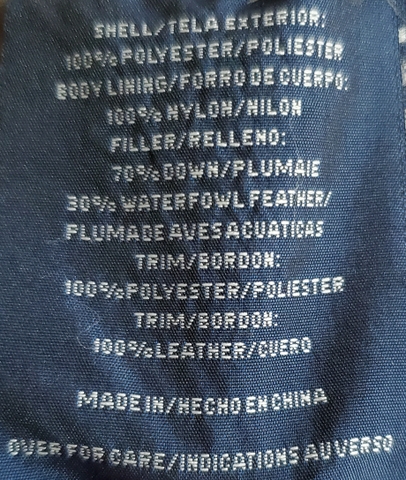 SHELL/TELA EXTERIOR:
100% POLYESTER/POLIESTER
BODY LINING/FORRO DE CUERPO:
100% NYLON/NILON
FILLER/RELLENO:
70% DOWN/PLUMAIE
30% WATERFOWL FEATHER/
PLUMA DE AVES ACUATICAS
TRIM/BORDON:
100% POLYESTER/POLIESTER
TRIM/BORDON:
100% LEATHER/CUERO
MADE IN/HECHO EN CHINA
OVER FOR CARE/INDICATIONS AU VERSO